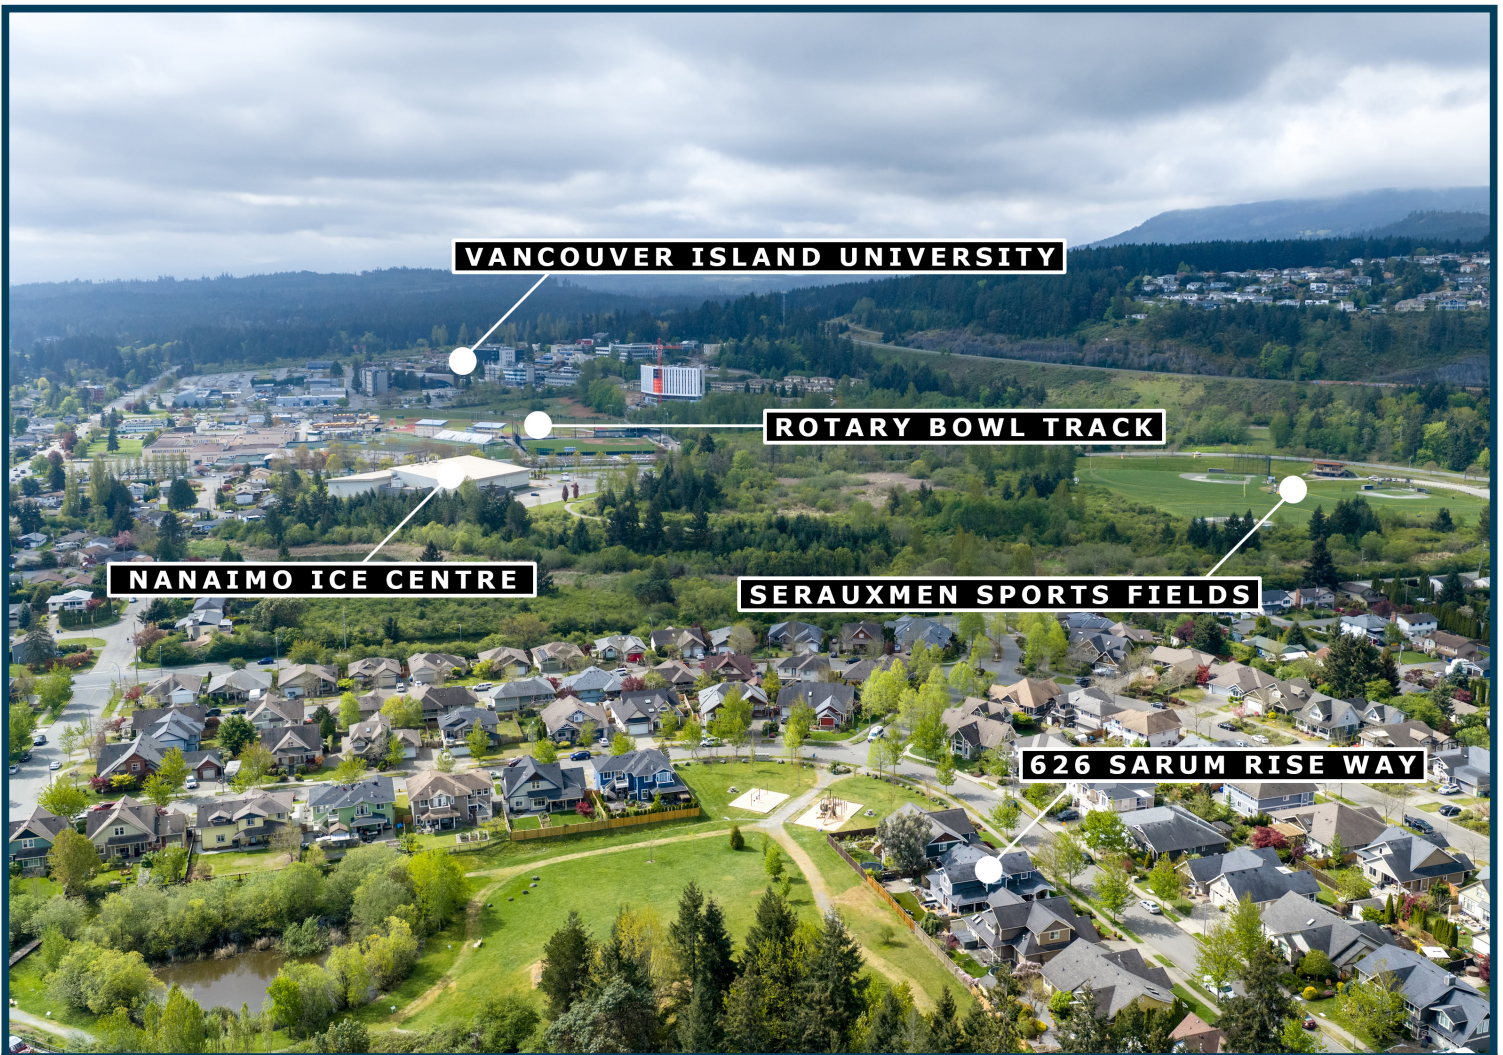 VANCOUVER ISLAND UNIVERSITY
ROTARY BOWL TRACK
NANAIMO ICE CENTRE
SERAUXMEN SPORTS FIELDS
626 SARUM RISE WAY